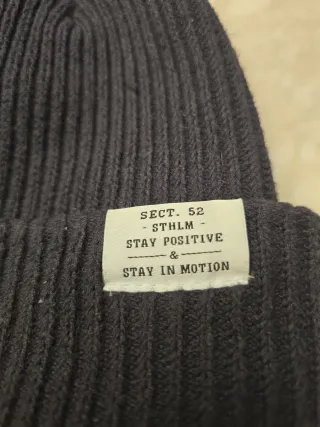 SECT. 52
- STHLM -
STAY POSITIVE
&
STAY IN MOTION